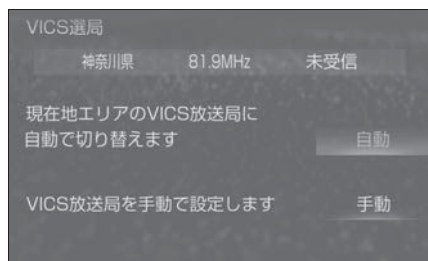 VICS選局
神奈川県 81.9MHz 未受信
現在地エリアのVICS放送局に
自動で切り替えます 自動
VICS放送局を手動で設定します 手動